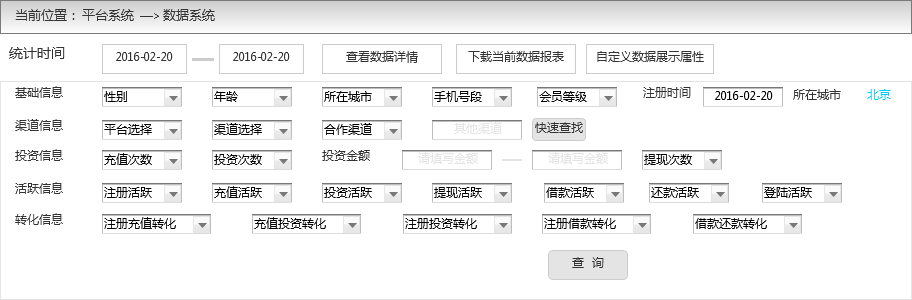 当前位置： 平台系统 —> 数据系统
统计时间 2016-02-20 2016-02-20 查看数据详情 下载当前数据报表 自定义数据展示属性
基础信息 性别 年龄 所在城市 手机号段 会员等级 注册时间 2016-02-20 所在城市 北京
渠道信息 平台选择 渠道选择 合作渠道 其他渠道 快速查找
投资信息 充值次数 投资次数 投资金额 请填写金额 请填写金额 提现次数
活跃信息 注册活跃 充值活跃 投资活跃 提现活跃 借款活跃 还款活跃 登陆活跃
转化信息 注册充值转化 充值投资转化 注册投资转化 注册借款转化 借款还款转化
查 询